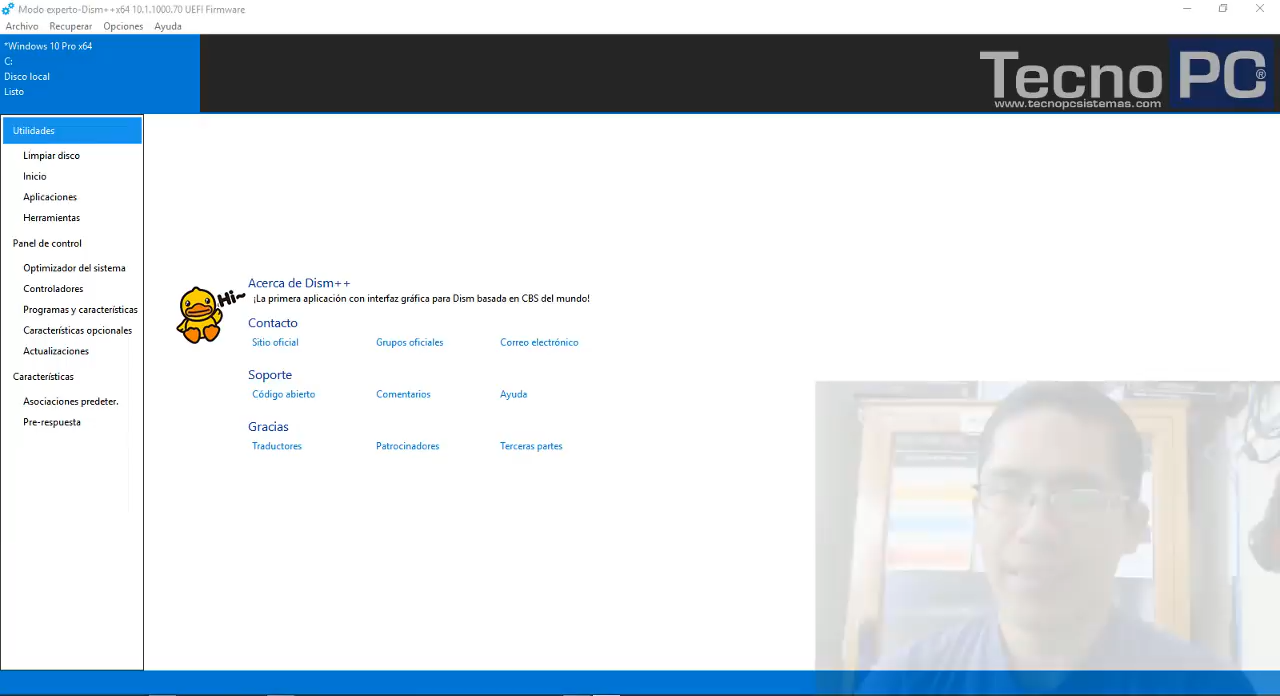 Modo experto-Dism++x64 10.1.1000.70 UEFI Firmware
Archivo Recuperar Opciones Ayuda
*Windows 10 Pro x64
C:
Disco local
Listo
Tecno PC®
www.tecnopcsistemas.com
Utilidades
Limpiar disco
Inicio
Aplicaciones
Herramientas
Panel de control
Optimizador del sistema
Controladores
Programas y características
Características opcionales
Actualizaciones
Características
Asociaciones predeter.
Pre-respuesta
Hi~
Acerca de Dism++
¡La primera aplicación con interfaz gráfica para Dism basada en CBS del mundo!
Contacto
Sitio oficial Grupos oficiales Correo electrónico
Soporte
Código abierto Comentarios Ayuda
Gracias
Traductores Patrocinadores Terceras partes